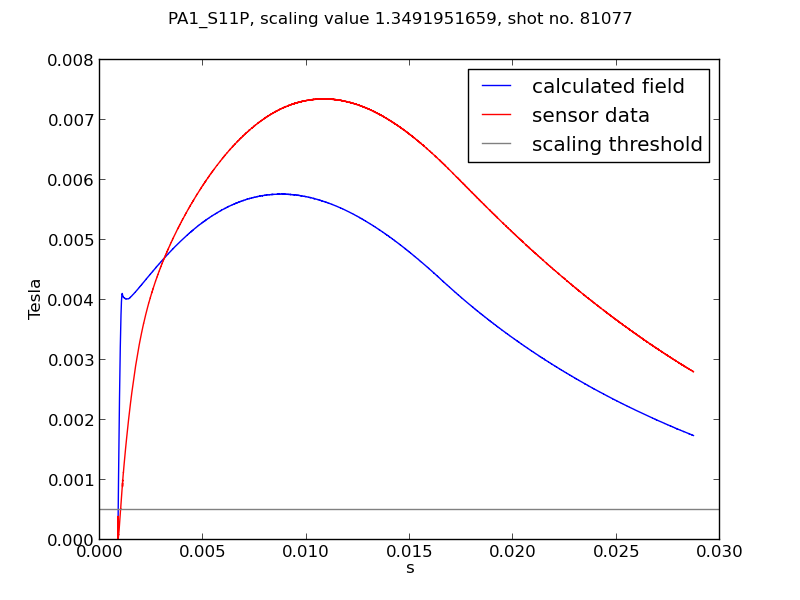 PA1_S11P, scaling value 1.3491951659, shot no. 81077
calculated field
sensor data
scaling threshold
Tesla
0.008
0.007
0.006
0.005
0.004
0.003
0.002
0.001
0.000
0.000 0.005 0.010 0.015 0.020 0.025 0.030
s